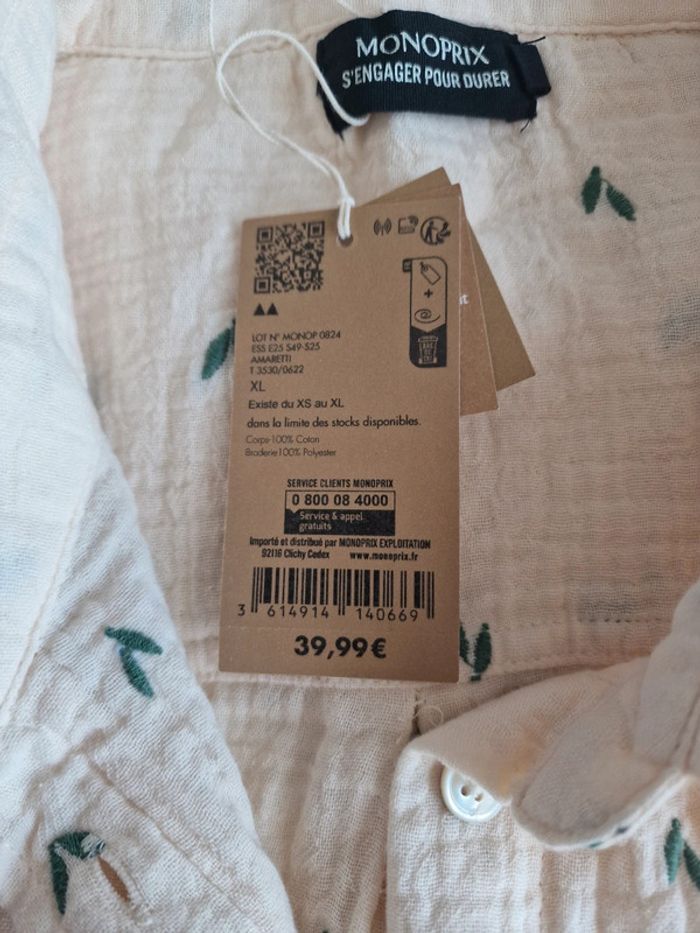 MONOPRIX
S'ENGAGER POUR DURER
LOT N° MONOP 0824
ESS E25 S49-S25
AMARETTI
T 3530/0622
XL
Existe du XS au XL
dans la limite des stocks disponibles.
Corps-100% Coton
Broderie100% Polyester
SERVICE CLIENTS MONOPRIX
0 800 08 4000
Service & appel
gratuits
Importé et distribué par MONOPRIX EXPLOITATION
92116 Clichy Cedex www.monoprix.fr
3 614914 140669
39,99€